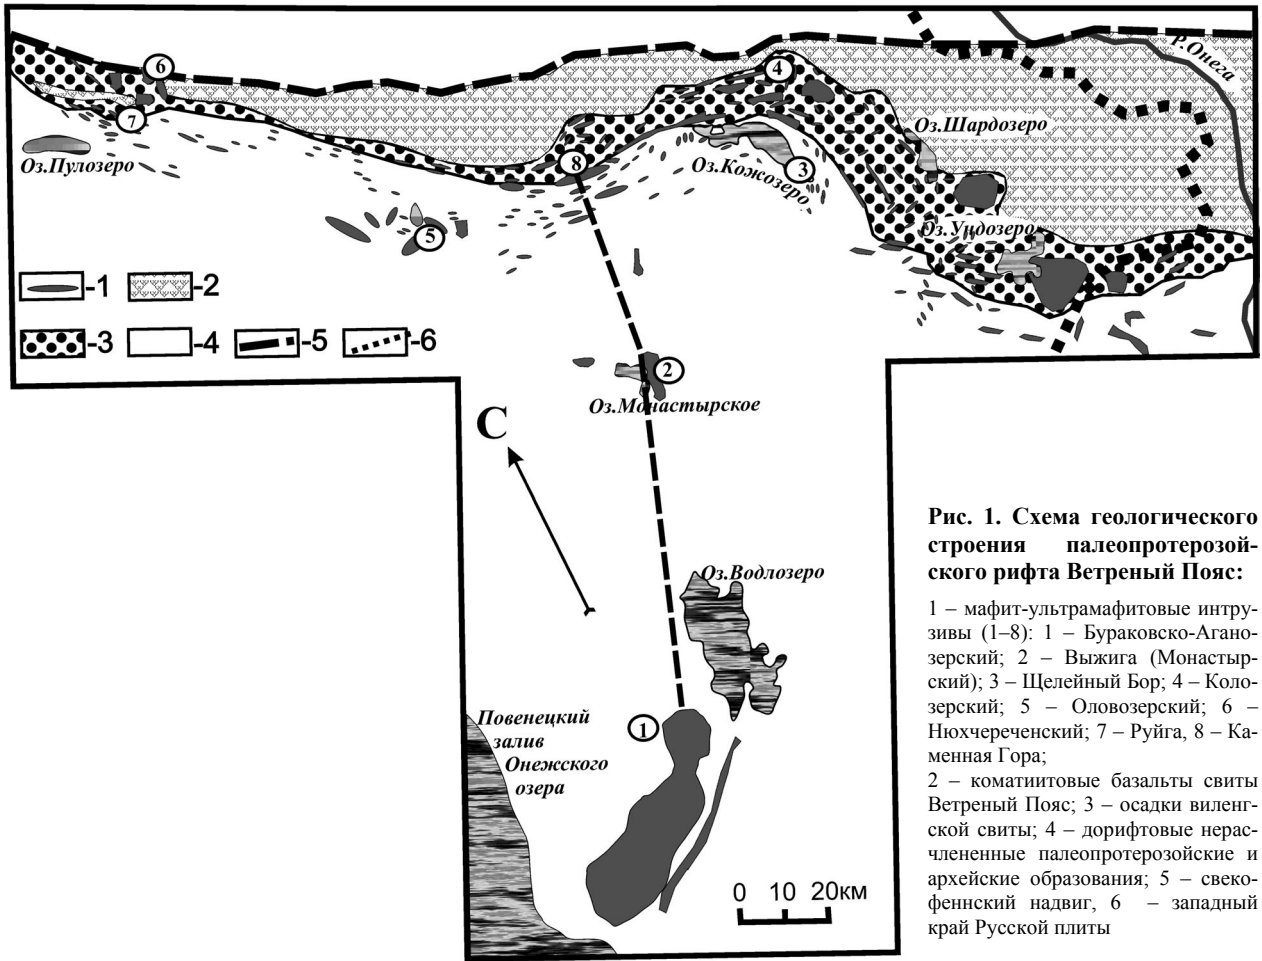 6
4
Р.Онега
7
Оз.Шардозеро
Оз.Пулозеро
8
3
Оз.Кожозеро
5
Оз.Ундозеро
-1
-2
-3
-4
-5
-6
2
Оз.Монастырское
С
Оз.Водлозеро
1
Повенецкий
залив
Онежского
озера
0 10 20км
Рис. 1. Схема геологического
строения палеопротерозой-
ского рифта Ветреный Пояс:
1 – мафит-ультрамафитовые интру-
зивы (1–8): 1 – Бураковско-Агано-
зерский; 2 – Выжига (Монастыр-
ский); 3 – Щелейный Бор; 4 – Коло-
зерский; 5 – Оловозерский; 6 –
Нюхчереченский; 7 – Руйга, 8 – Ка-
менная Гора;
2 – коматиитовые базальты свиты
Ветреный Пояс; 3 – осадки виленг-
ской свиты; 4 – дорифтовые нерас-
члененные палеопротерозойские и
архейские образования; 5 – свеко-
феннский надвиг, 6 – западный
край Русской плиты